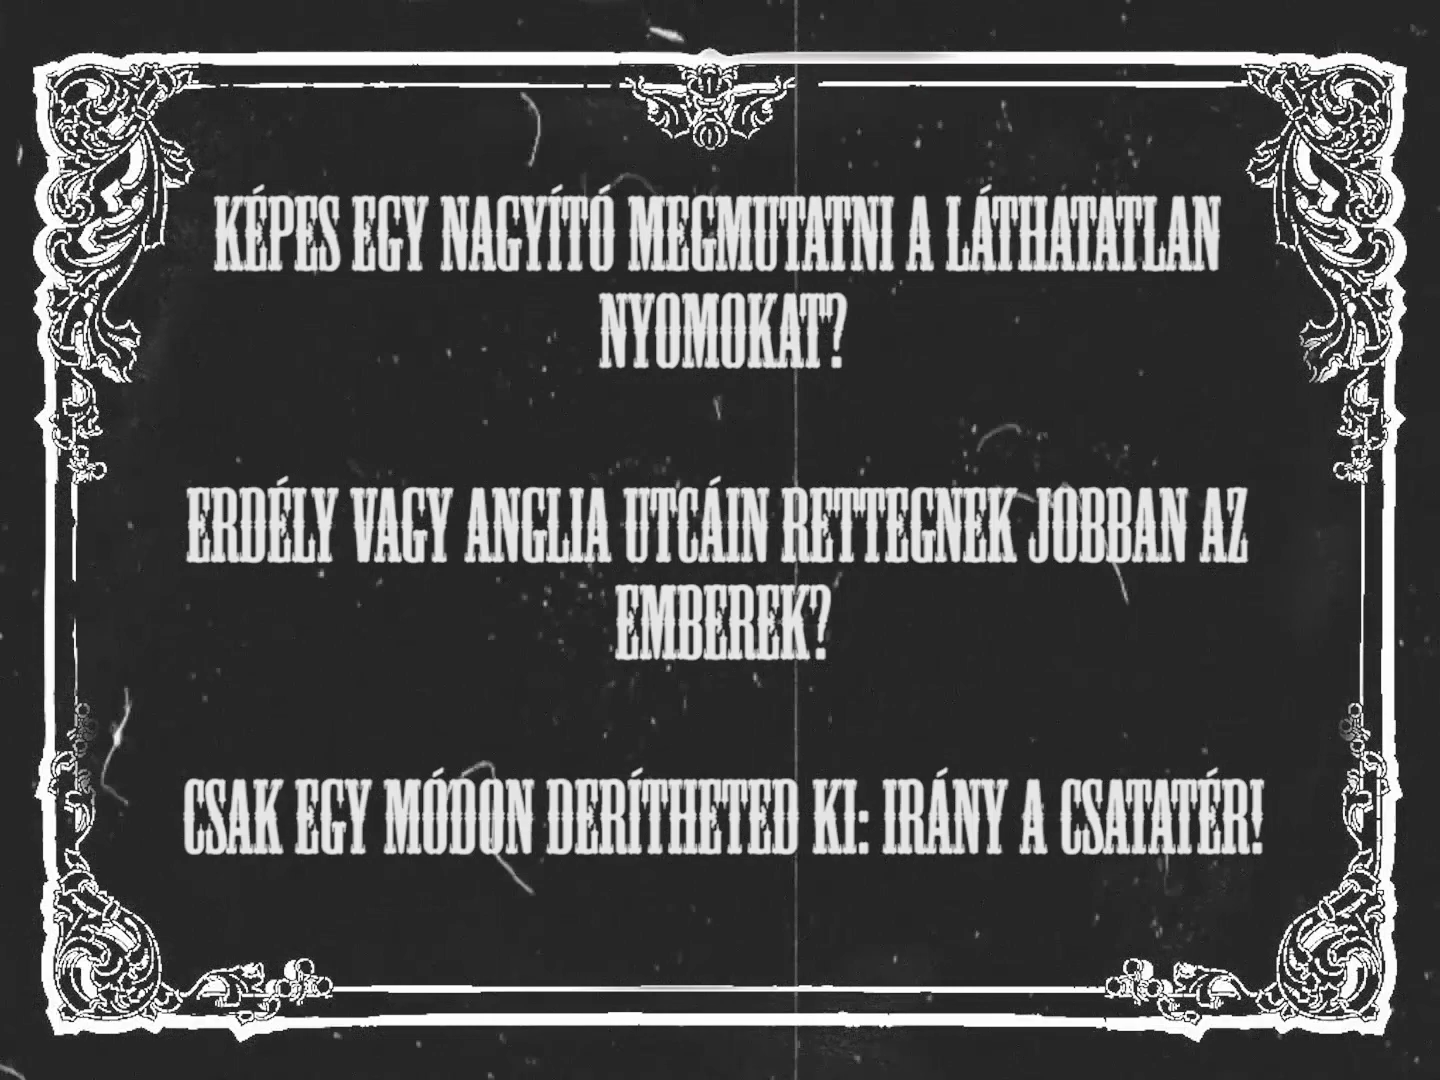 KÉPES EGY NAGYÍTÓ MEGMUTATNI A LÁTHATATLAN
NYOMOKAT?
ERDÉLY VAGY ANGLIA UTCÁIN RETTEGNEK JOBBAN AZ
EMBEREK?
CSAK EGY MÓDON DERÍTHETED KI: IRÁNY A CSATATÉR!